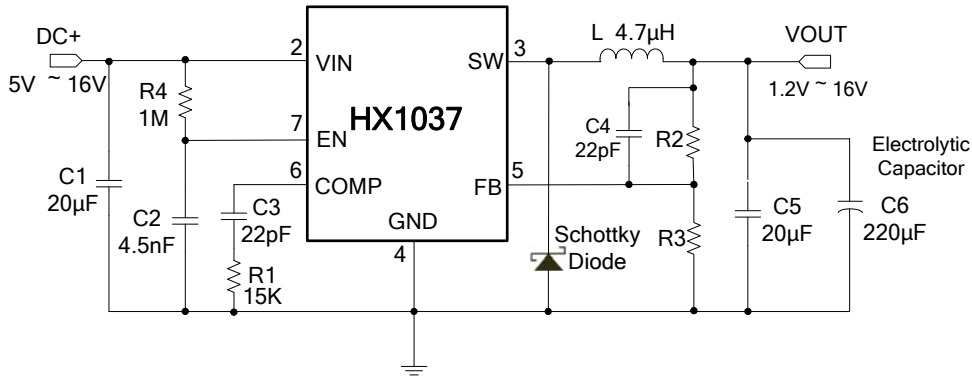 DC+
5V ~ 16V
R4
1M
C1
20µF
C2
4.5nF
C3
22pF
R1
15K
2
VIN
7
EN
6
COMP
HX1037
GND
4
SW
3
FB
5
L 4.7µH
C4
22pF
R2
R3
Schottky
Diode
VOUT
1.2V ~ 16V
Electrolytic
Capacitor
C5
20µF
C6
220µF